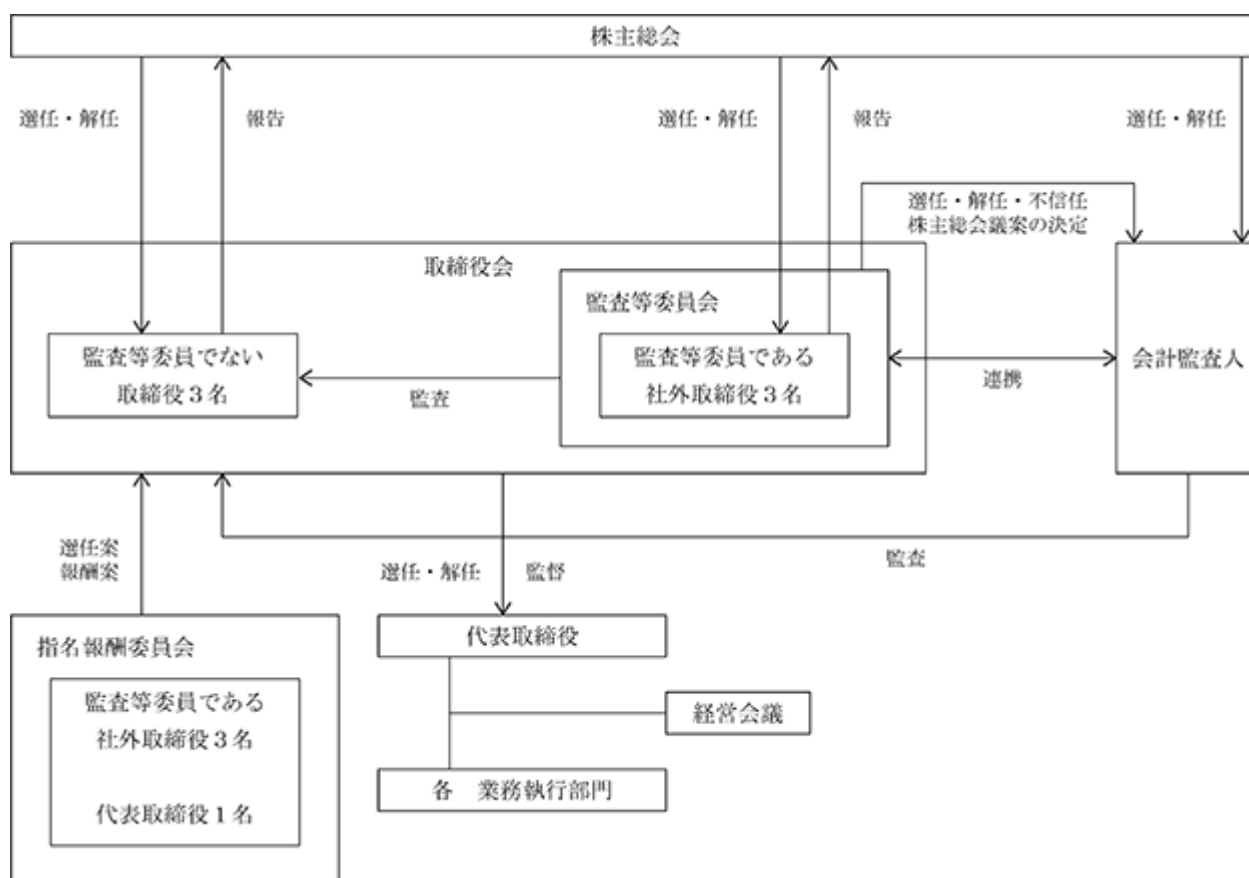 株主総会
選任・解任
報告
選任・解任
報告
選任・解任
選任・解任・不信任
株主総会議案の決定
取締役会
監査等委員会
監査等委員でない
取締役３名
監査
監査等委員である
社外取締役３名
連携
会計監査人
選任案
報酬案
選任・解任
監督
監査
指名報酬委員会
監査等委員である
社外取締役３名
代表取締役１名
代表取締役
経営会議
各　業務執行部門